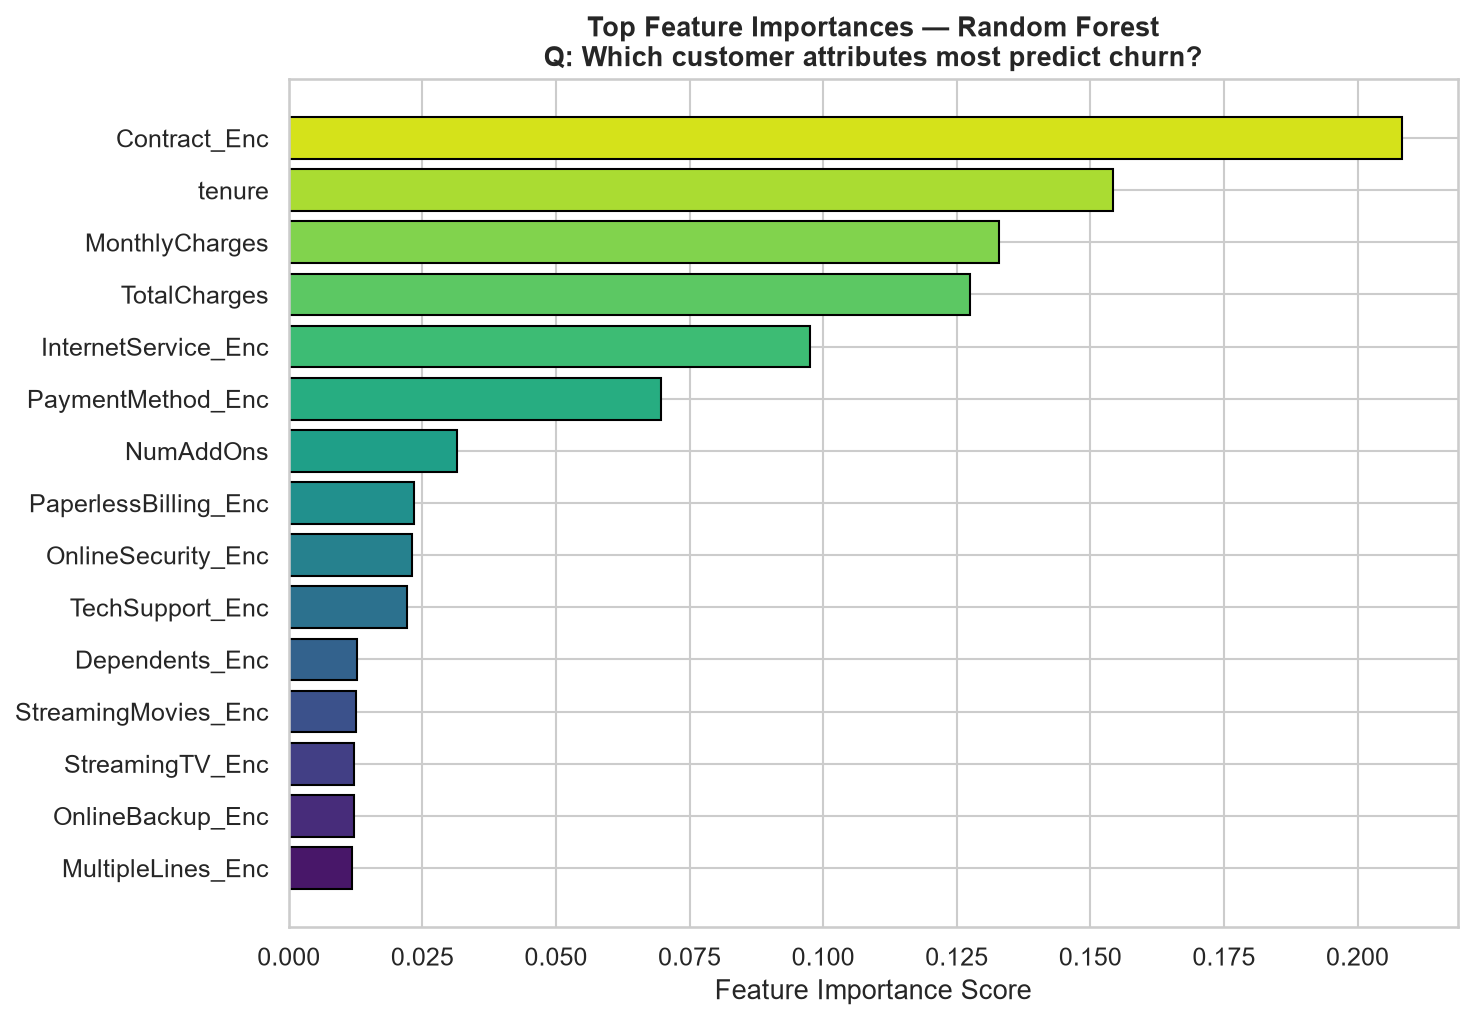 Top Feature Importances — Random Forest
Q: Which customer attributes most predict churn?
Contract_Enc
tenure
MonthlyCharges
TotalCharges
InternetService_Enc
PaymentMethod_Enc
NumAddOns
PaperlessBilling_Enc
OnlineSecurity_Enc
TechSupport_Enc
Dependents_Enc
StreamingMovies_Enc
StreamingTV_Enc
OnlineBackup_Enc
MultipleLines_Enc
0.000 0.025 0.050 0.075 0.100 0.125 0.150 0.175 0.200
Feature Importance Score